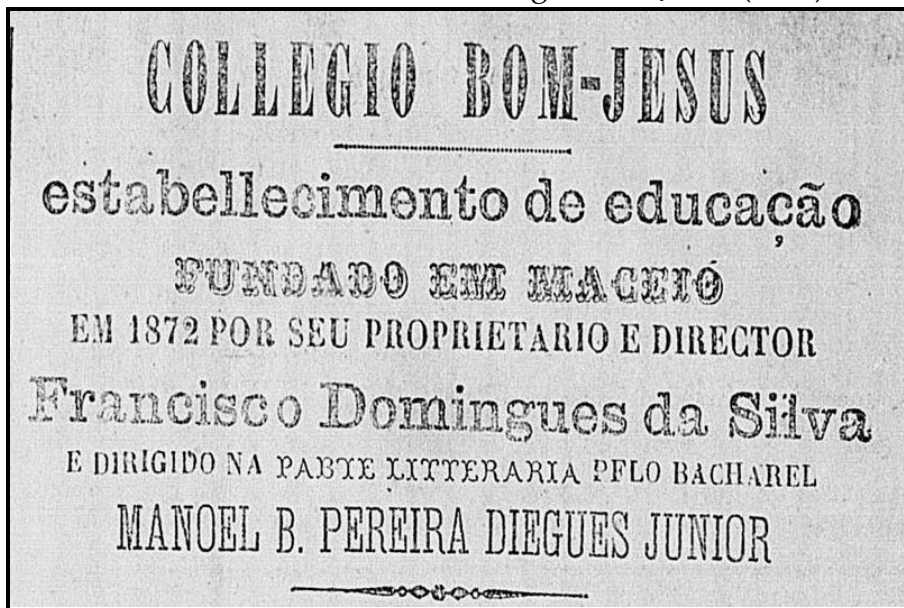 COLLEGIO BOM-JESUS
estabellecimento de educação
FUNDADO EM MACEIÓ
EM 1872 POR SEU PROPRIETARIO E DIRECTOR
Francisco Domingues da Silva
E DIRIGIDO NA PARTE LITTERARIA PELO BACHAREL
MANOEL B. PEREIRA DIEGUES JUNIOR